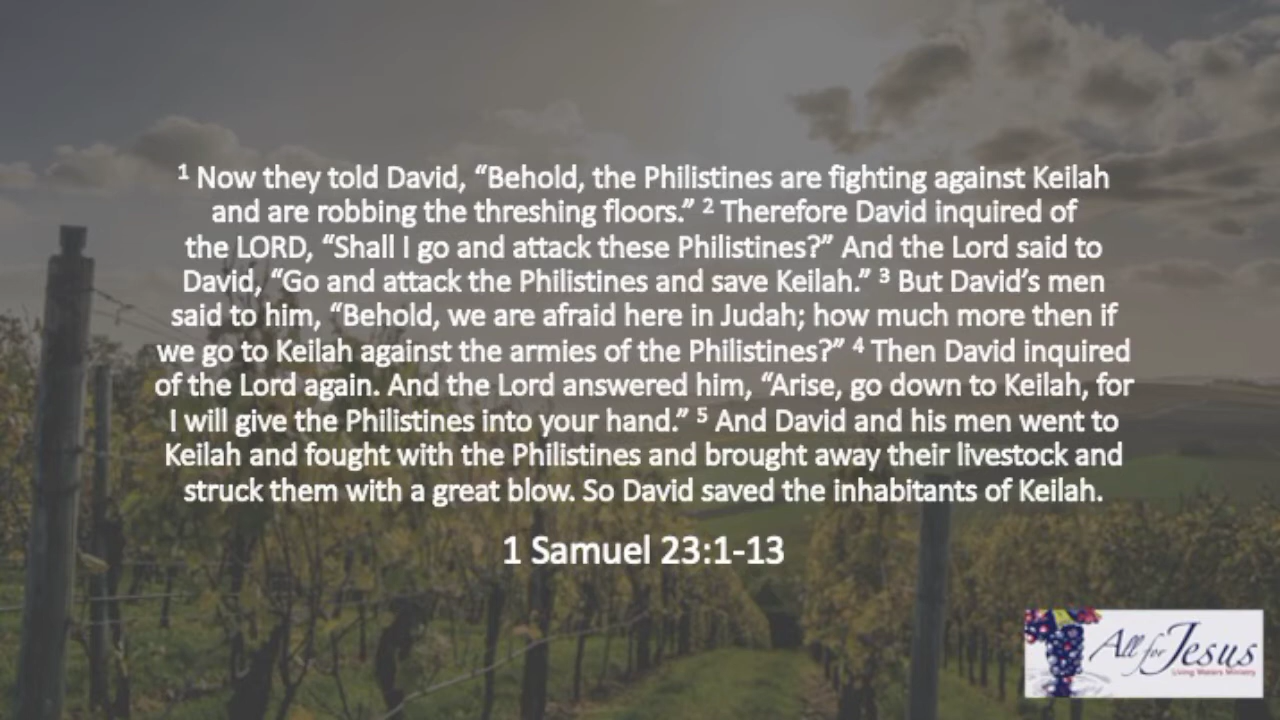 ¹ Now they told David, “Behold, the Philistines are fighting against Keilah
and are robbing the threshing floors.” ² Therefore David inquired of
the LORD, “Shall I go and attack these Philistines?” And the Lord said to
David, “Go and attack the Philistines and save Keilah.” ³ But David’s men
said to him, “Behold, we are afraid here in Judah; how much more then if
we go to Keilah against the armies of the Philistines?” ⁴ Then David inquired
of the Lord again. And the Lord answered him, “Arise, go down to Keilah, for
I will give the Philistines into your hand.” ⁵ And David and his men went to
Keilah and fought with the Philistines and brought away their livestock and
struck them with a great blow. So David saved the inhabitants of Keilah.
1 Samuel 23:1-13
All for Jesus
Living Waters Ministry